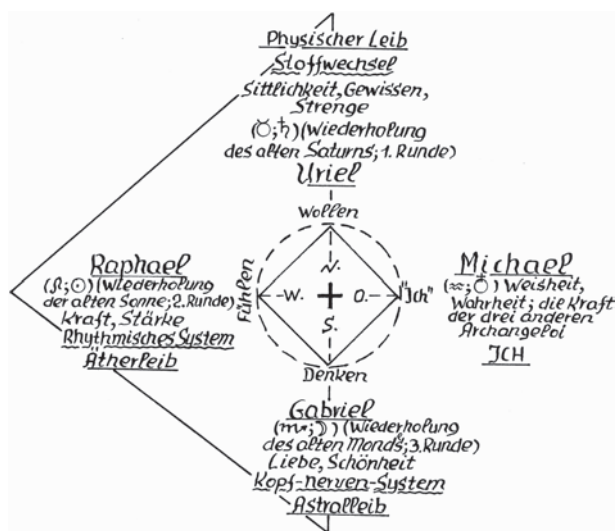 Physischer Leib
Stoffwechsel
Sittlichkeit, Gewissen,
Strenge
(♉; ♄) (Wiederholung
des alten Saturns; 1. Runde)
Uriel
Wollen
Raphael
(♌; ☉) (Wiederholung
der alten Sonne; 2. Runde)
Kraft, Stärke
Rhythmisches System
Ätherleib
Fühlen
N.
W.
O.
S.
"Jch"
Michael
Weisheit,
Wahrheit; die Kraft
der drei anderen
Archangeloi
JCH
Denken
Gabriel
(♏; ☽) (Wiederholung
des alten Monds; 3. Runde)
Liebe, Schönheit
Kopf-nerven-System
Astralleib